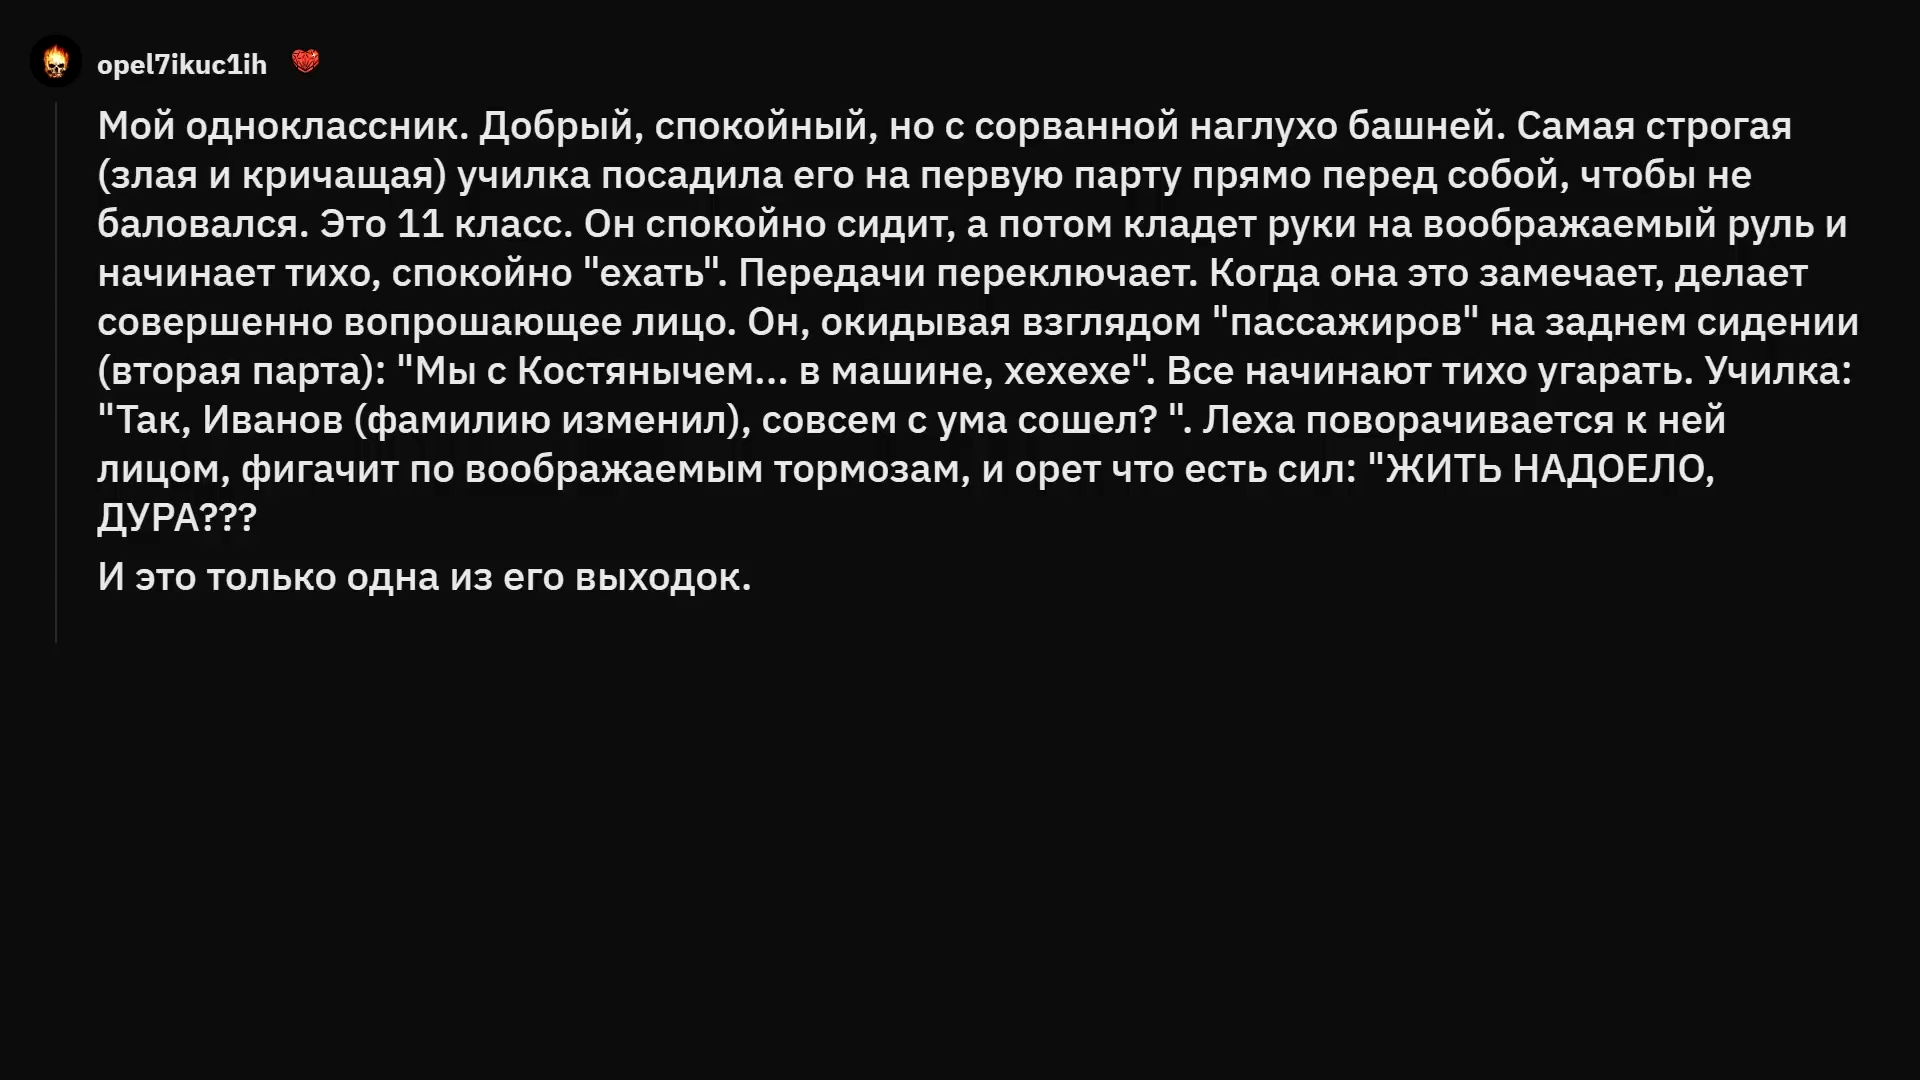 opel7ikuc1ih
Мой одноклассник. Добрый, спокойный, но с сорванной наглухо башней. Самая строгая
(злая и кричащая) училка посадила его на первую парту прямо перед собой, чтобы не
баловался. Это 11 класс. Он спокойно сидит, а потом кладет руки на воображаемый руль и
начинает тихо, спокойно "ехать". Передачи переключает. Когда она это замечает, делает
совершенно вопрошающее лицо. Он, окидывая взглядом "пассажиров" на заднем сидении
(вторая парта): "Мы с Костянычем... в машине, хехехе". Все начинают тихо угарать. Училка:
"Так, Иванов (фамилию изменил), совсем с ума сошел? ". Леха поворачивается к ней
лицом, фигачит по воображаемым тормозам, и орет что есть сил: "ЖИТЬ НАДОЕЛО,
ДУРА???
И это только одна из его выходок.